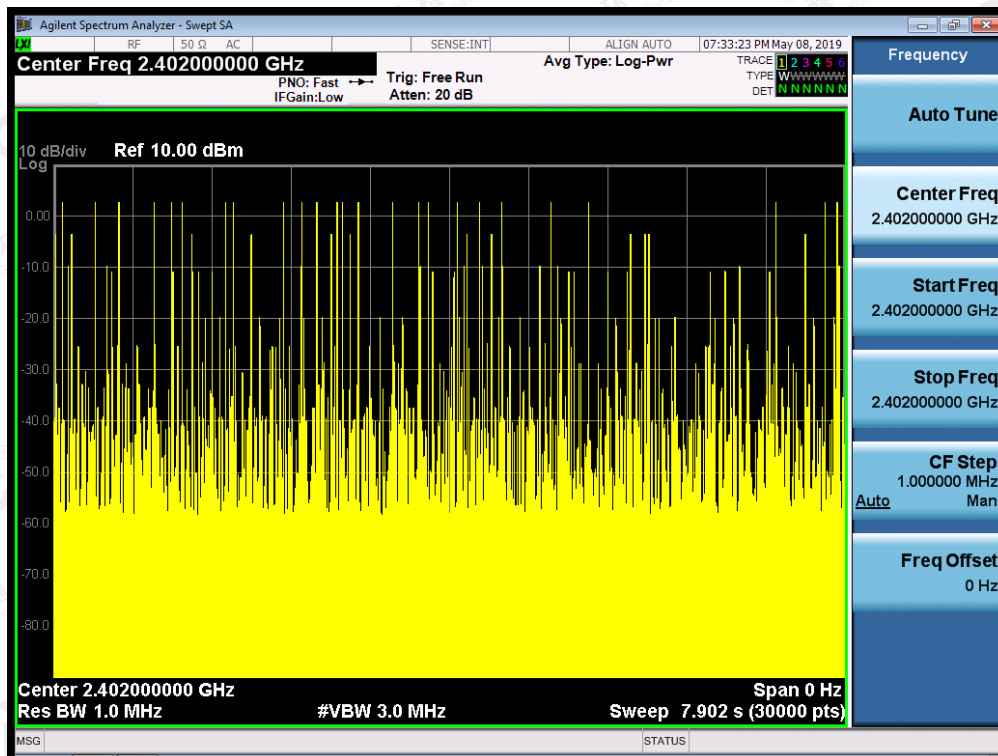 Agilent Spectrum Analyzer - Swept SA
LXI RF 50 Ω AC SENSE:INT ALIGN AUTO 07:33:23 PM May 08, 2019
Center Freq 2.402000000 GHz
PNO: Fast
IFGain:Low
Trig: Free Run
Atten: 20 dB
Avg Type: Log-Pwr
TRACE 1 2 3 4 5 6
TYPE WWWWWW
DET N N N N N N
10 dB/div Ref 10.00 dBm
Log
0.00
-10.0
-20.0
-30.0
-40.0
-50.0
-60.0
-70.0
-80.0
Center 2.402000000 GHz Span 0 Hz
Res BW 1.0 MHz #VBW 3.0 MHz Sweep 7.902 s (30000 pts)
MSG STATUS
Frequency
Auto Tune
Center Freq
2.402000000 GHz
Start Freq
2.402000000 GHz
Stop Freq
2.402000000 GHz
CF Step
1.000000 MHz
Auto Man
Freq Offset
0 Hz